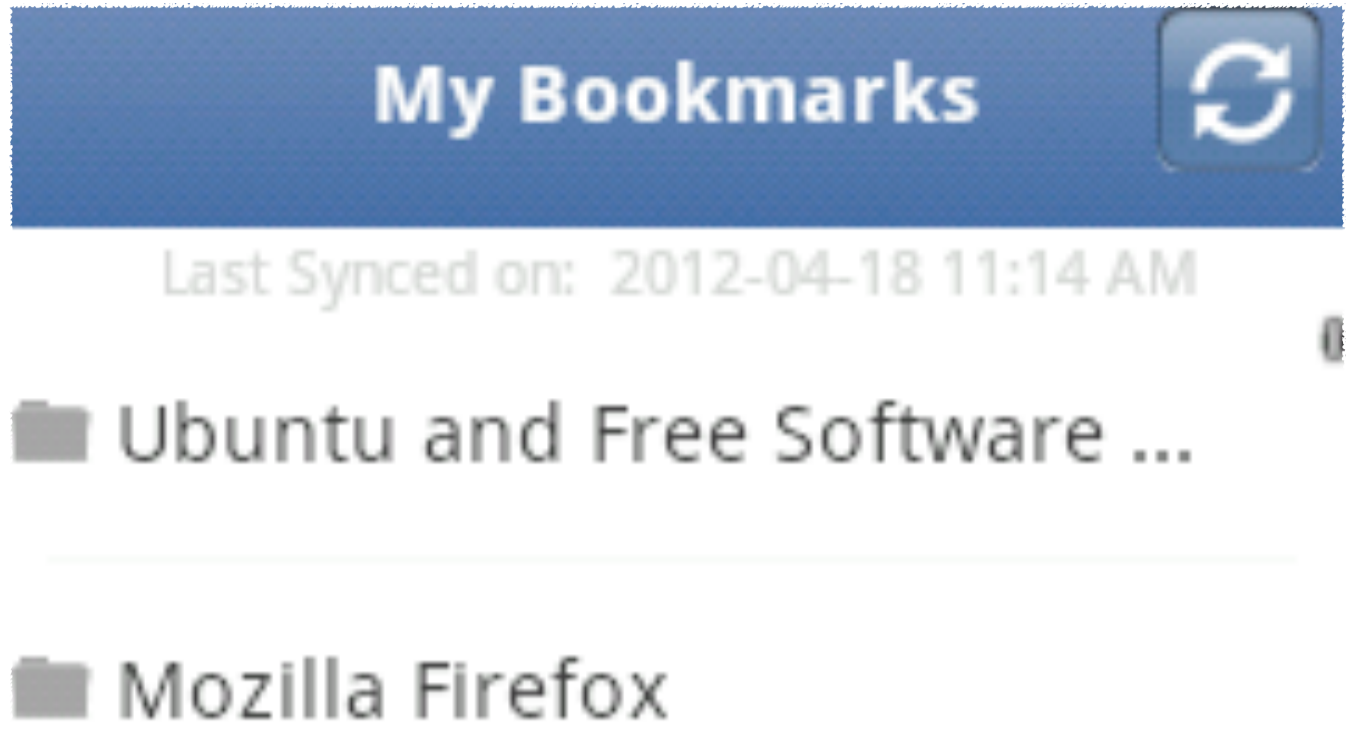 My Bookmarks
Last Synced on: 2012-04-18 11:14 AM
Ubuntu and Free Software ...
Mozilla Firefox